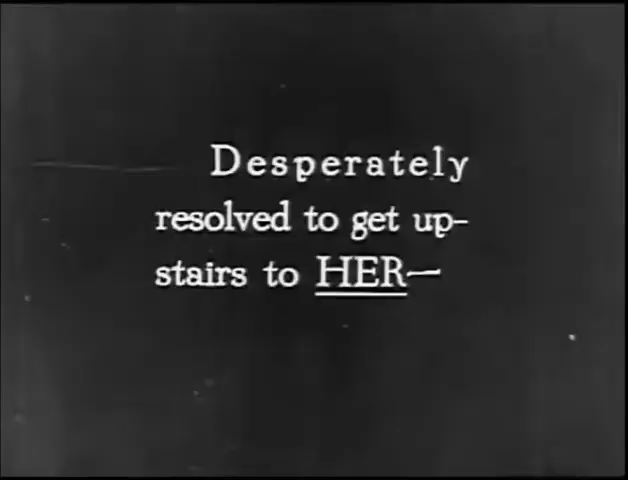 Desperately
resolved to get up-
stairs to HER—